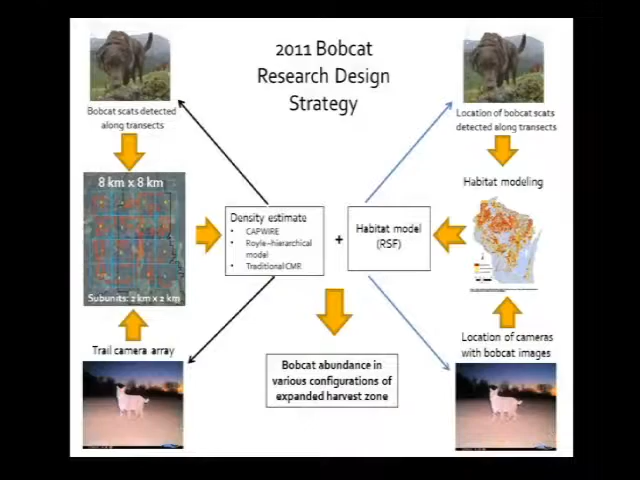 2011 Bobcat
Research Design
Strategy
Bobcat scats detected
along transects
8 km x 8 km
Subunits: 2 km x 2 km
Trail camera array
Density estimate
• CAPWIRE
• Royle–hierarchical
model
• Traditional CMR
+
Habitat model
(RSF)
Bobcat abundance in
various configurations of
expanded harvest zone
Location of bobcat scats
detected along transects
Habitat modeling
Location of cameras
with bobcat images